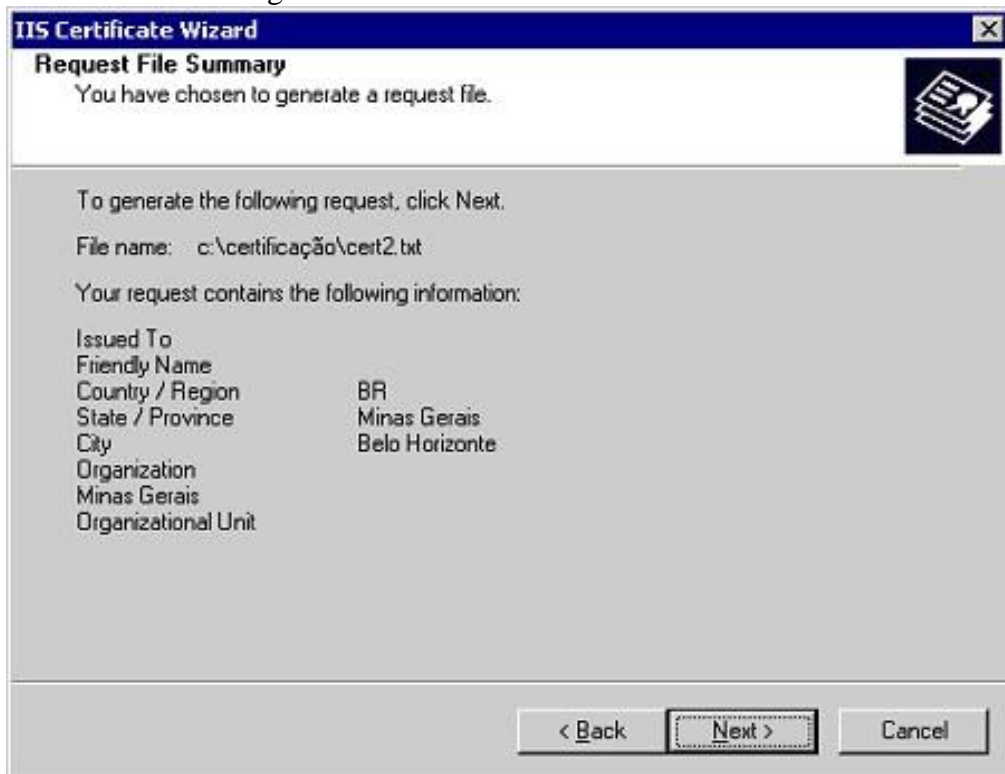 IIS Certificate Wizard
Request File Summary
You have chosen to generate a request file.
To generate the following request, click Next.
File name: c:\certificação\cert2.txt
Your request contains the following information:
Issued To
Friendly Name
Country / Region BR
State / Province Minas Gerais
City Belo Horizonte
Organization
Minas Gerais
Organizational Unit
< Back Next > Cancel